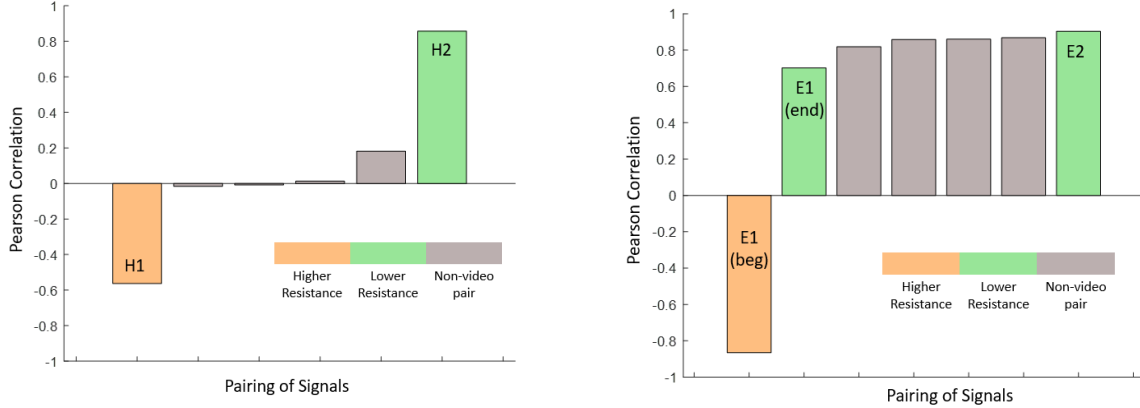 1
0.8
0.6
0.4
0.2
0
-0.2
-0.4
-0.6
-0.8
-1
Pearson Correlation
H1
H2
Higher
Resistance
Lower
Resistance
Non-video
pair
Pairing of Signals
1
0.8
0.6
0.4
0.2
0
-0.2
-0.4
-0.6
-0.8
-1
Pearson Correlation
E1
(beg)
E1
(end)
E2
Higher
Resistance
Lower
Resistance
Non-video
pair
Pairing of Signals